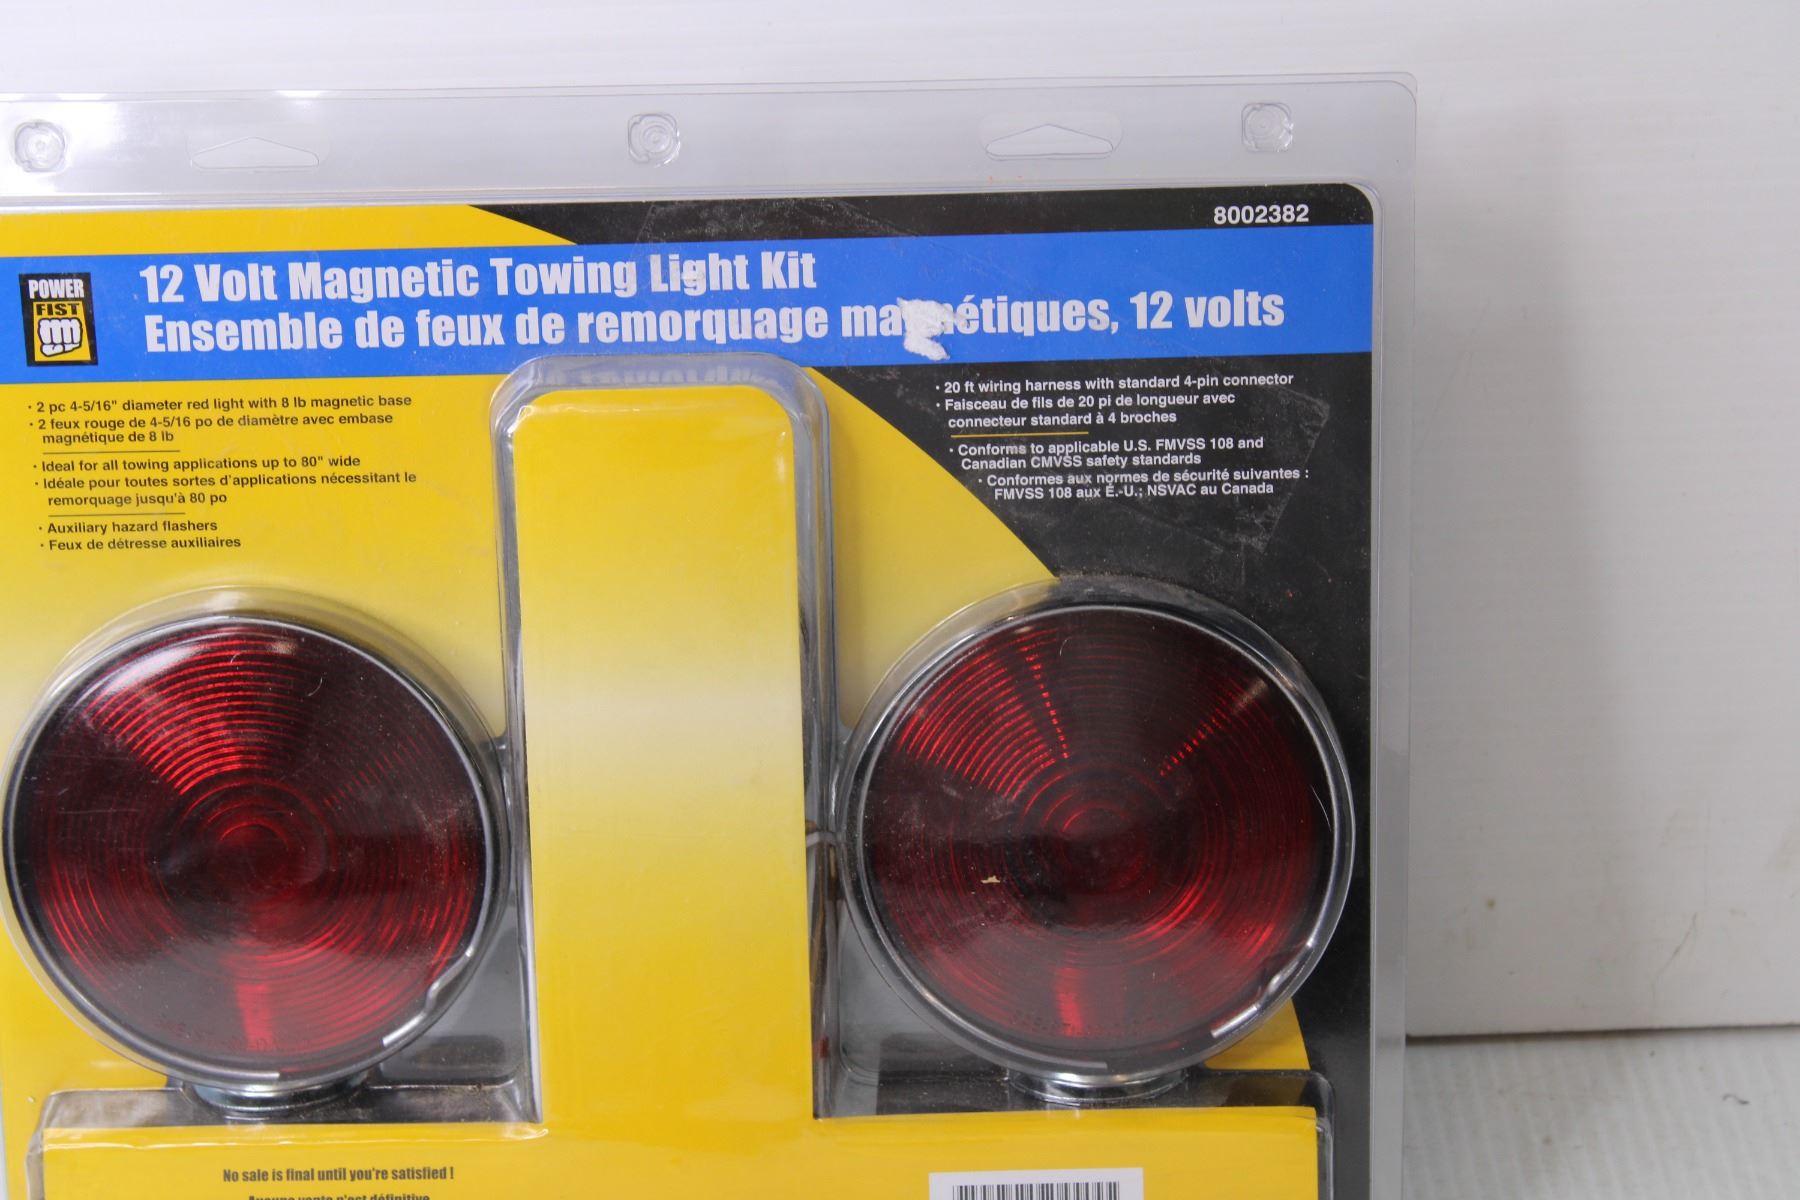 8002382
POWER
FIST
12 Volt Magnetic Towing Light Kit
Ensemble de feux de remorquage magnétiques, 12 volts
· 2 pc 4-5/16" diameter red light with 8 lb magnetic base
· 2 feux rouge de 4-5/16 po de diamètre avec embase
magnétique de 8 lb
· Ideal for all towing applications up to 80" wide
· Idéale pour toutes sortes d'applications nécessitant le
remorquage jusqu'à 80 po
· Auxiliary hazard flashers
· Feux de détresse auxiliaires
· 20 ft wiring harness with standard 4-pin connector
· Faisceau de fils de 20 pi de longueur avec
connecteur standard à 4 broches
· Conforms to applicable U.S. FMVSS 108 and
Canadian CMVSS safety standards
· Conformes aux normes de sécurité suivantes :
FMVSS 108 aux É.-U.; NSVAC au Canada
No sale is final until you're satisfied !
Aucune vente n'est définitive